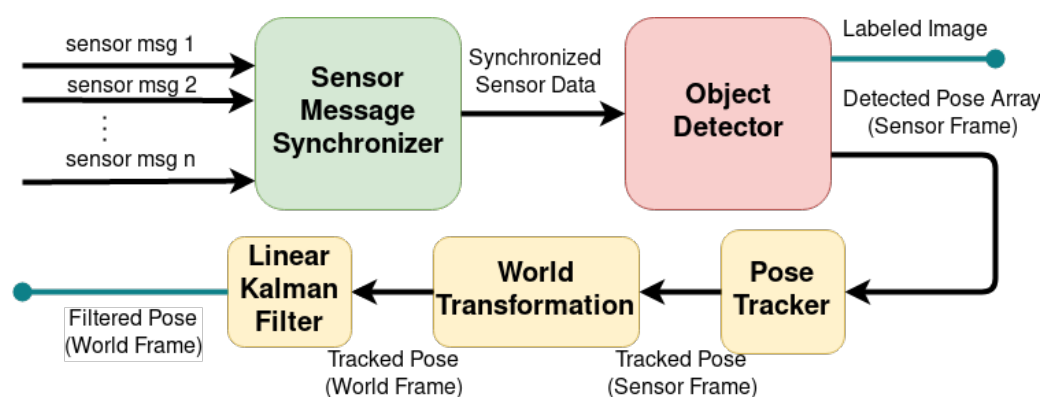 sensor msg 1
sensor msg 2
⋮
sensor msg n
Sensor
Message
Synchronizer
Synchronized
Sensor Data
Object
Detector
Labeled Image
Detected Pose Array
(Sensor Frame)
Pose
Tracker
Tracked Pose
(Sensor Frame)
World
Transformation
Tracked Pose
(World Frame)
Linear
Kalman
Filter
Filtered Pose
(World Frame)